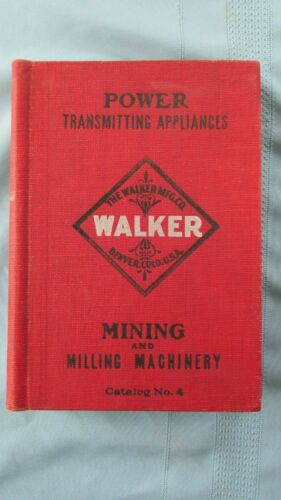 POWER
TRANSMITTING APPLIANCES
THE WALKER MFG. CO.
WALKER
DENVER, COLO. U.S.A.
MINING
AND
MILLING MACHINERY
Catalog No. 4